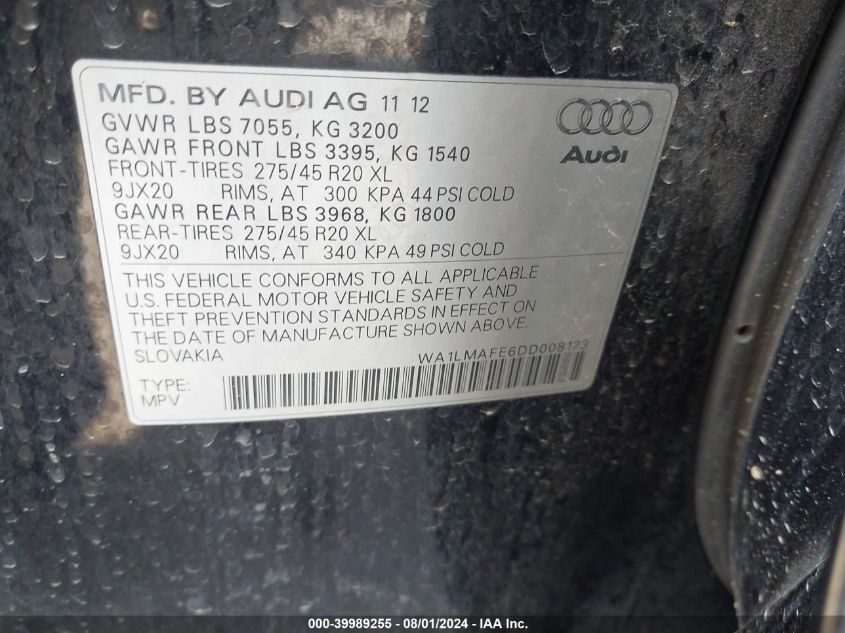 MFD. BY AUDI AG 11 12
GVWR LBS 7055, KG 3200
GAWR FRONT LBS 3395, KG 1540
FRONT-TIRES 275/45 R20 XL
9JX20 RIMS, AT 300 KPA 44 PSI COLD
GAWR REAR LBS 3968, KG 1800
REAR-TIRES 275/45 R20 XL
9JX20 RIMS, AT 340 KPA 49 PSI COLD
Audi
THIS VEHICLE CONFORMS TO ALL APPLICABLE
U.S. FEDERAL MOTOR VEHICLE SAFETY AND
THEFT PREVENTION STANDARDS IN EFFECT ON
THE DATE OF MANUFACTURE SHOWN ABOVE.
SLOVAKIA WA1LMAFE6DD008123
TYPE:
MPV
000-39989255 - 08/01/2024 - IAA Inc.